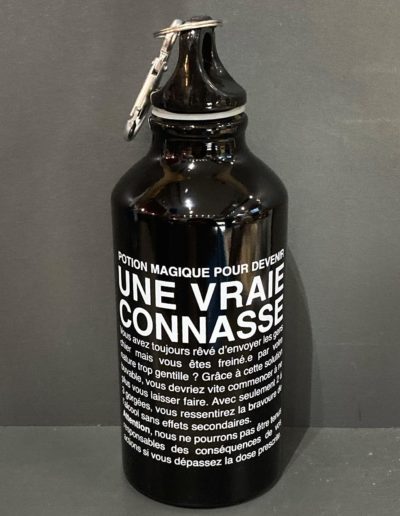 POTION MAGIQUE POUR DEVENIR
UNE VRAIE
CONNASSE
Vous avez toujours rêvé d'envoyer les gens
chier mais vous êtes freiné.e par votre
nature trop gentille ? Grâce à cette solution
buvable, vous devriez vite commencer à ne
plus vous laisser faire. Avec seulement 2 à
gorgées, vous ressentirez la bravoure de
l'alcool sans effets secondaires.
Attention, nous ne pourrons pas être tenus
responsables des conséquences de vos
actions si vous dépassez la dose prescrite.